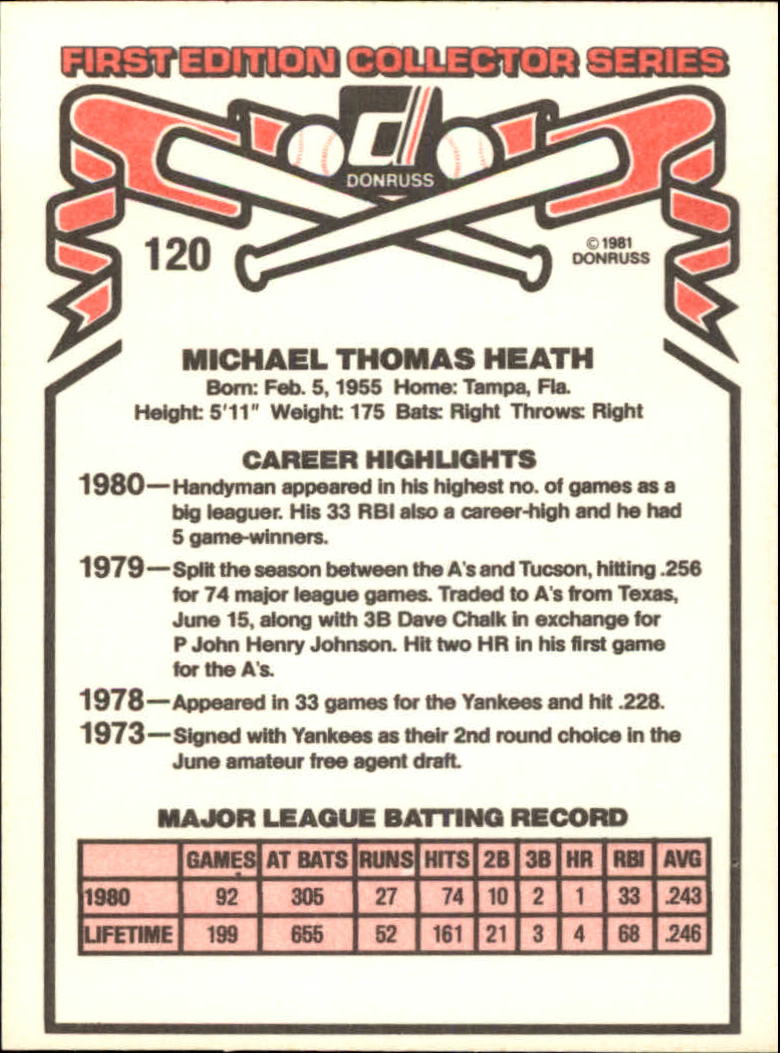 FIRST EDITION COLLECTOR SERIES
d
DONRUSS
120
© 1981
DONRUSS
MICHAEL THOMAS HEATH
Born: Feb. 5, 1955 Home: Tampa, Fla.
Height: 5'11" Weight: 175 Bats: Right Throws: Right
CAREER HIGHLIGHTS
1980—Handyman appeared in his highest no. of games as a
big leaguer. His 33 RBI also a career-high and he had
5 game-winners.
1979—Split the season between the A's and Tucson, hitting .256
for 74 major league games. Traded to A's from Texas,
June 15, along with 3B Dave Chalk in exchange for
P John Henry Johnson. Hit two HR in his first game
for the A's.
1978—Appeared in 33 games for the Yankees and hit .228.
1973—Signed with Yankees as their 2nd round choice in the
June amateur free agent draft.
MAJOR LEAGUE BATTING RECORD
GAMES AT BATS RUNS HITS 2B 3B HR RBI AVG
1980 92 305 27 74 10 2 1 33 .243
LIFETIME 199 655 52 161 21 3 4 68 .246